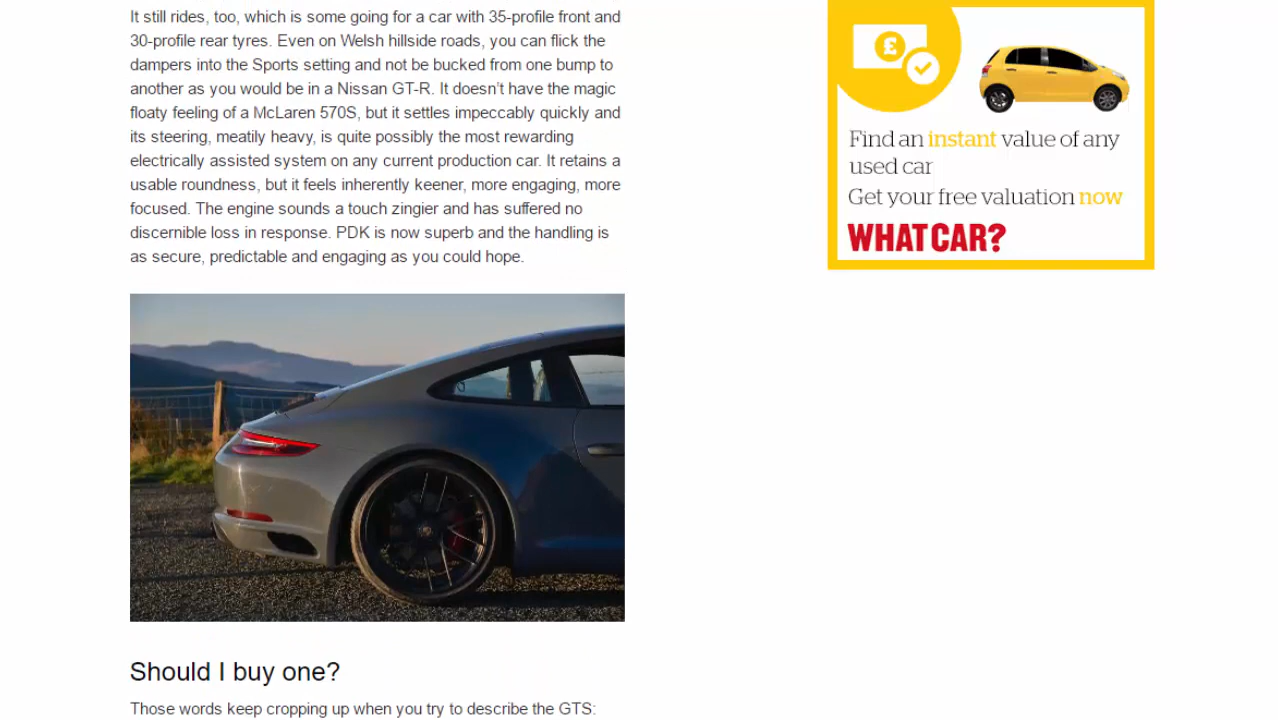 It still rides, too, which is some going for a car with 35-profile front and
30-profile rear tyres. Even on Welsh hillside roads, you can flick the
dampers into the Sports setting and not be bucked from one bump to
another as you would be in a Nissan GT-R. It doesn’t have the magic
floaty feeling of a McLaren 570S, but it settles impeccably quickly and
its steering, meatily heavy, is quite possibly the most rewarding
electrically assisted system on any current production car. It retains a
usable roundness, but it feels inherently keener, more engaging, more
focused. The engine sounds a touch zingier and has suffered no
discernible loss in response. PDK is now superb and the handling is
as secure, predictable and engaging as you could hope.
Should I buy one?
Those words keep cropping up when you try to describe the GTS:
£
Find an instant value of any
used car
Get your free valuation now
WHAT CAR?